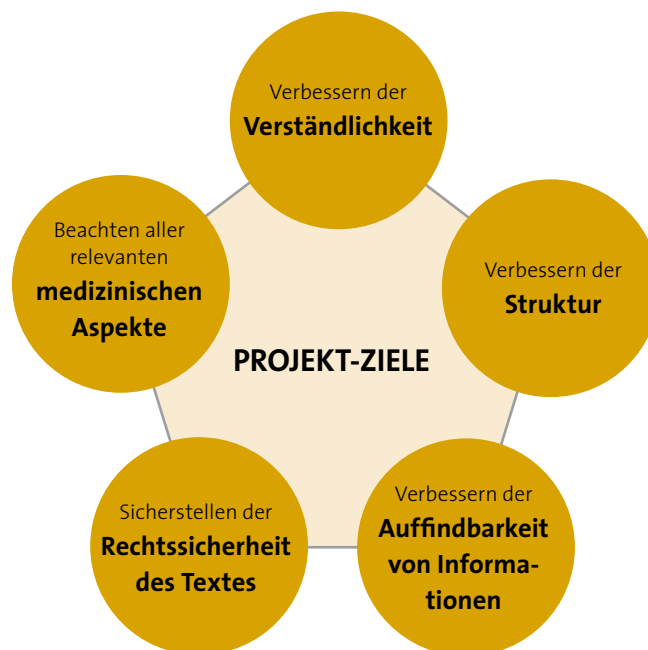 Verbessern der
Verständlichkeit
Beachten aller
relevanten
medizinischen
Aspekte
Verbessern der
Struktur
PROJEKT-ZIELE
Sicherstellen der
Rechtssicherheit
des Textes
Verbessern der
Auffindbarkeit
von Informa-
tionen